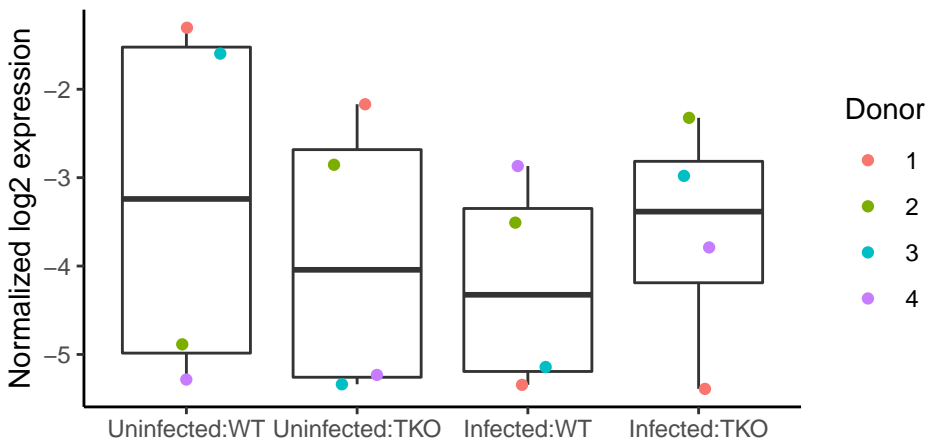 Normalized log2 expression
−2
−3
−4
−5
Uninfected:WT Uninfected:TKO Infected:WT Infected:TKO
Donor
1
2
3
4